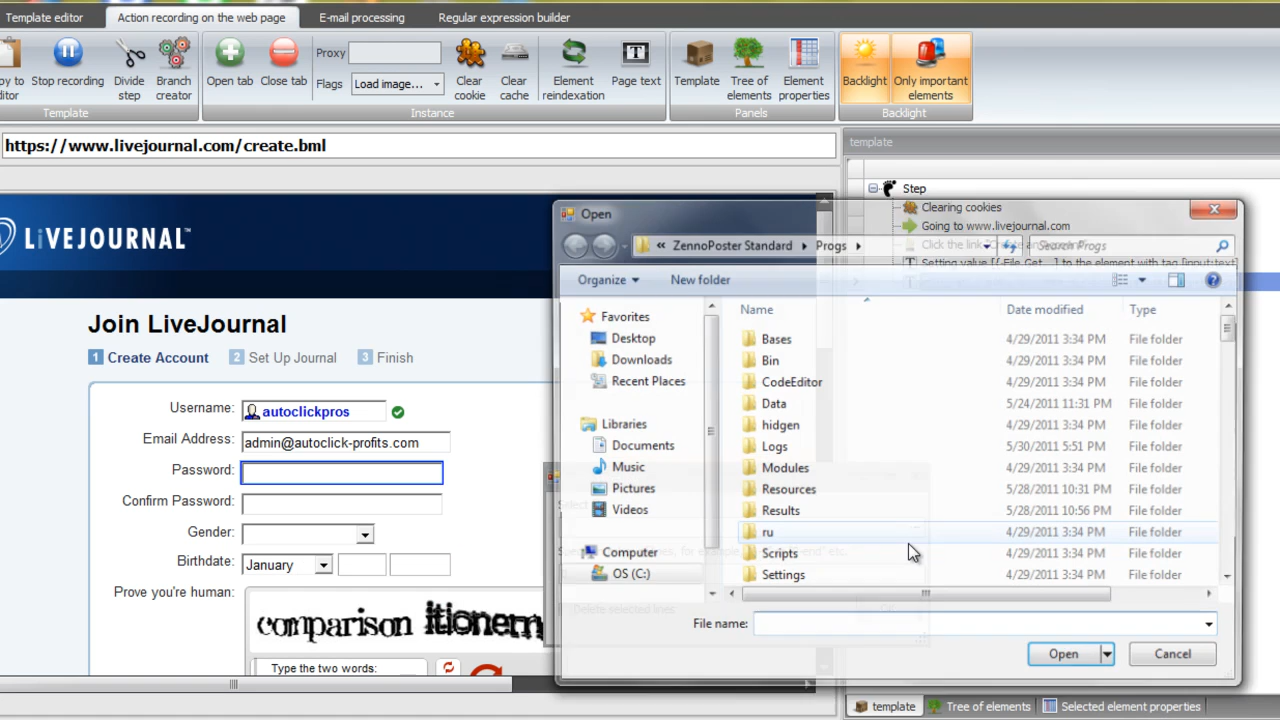 Template editor Action recording on the web page E-mail processing Regular expression builder
Stop recording Divide step Branch creator Open tab Close tab Proxy Flags Load image... Clear cookie Clear cache Element reindexation Page text Template Tree of elements Element properties Backlight Only important elements
Template Instance Panels Backlight
https://www.livejournal.com/create.bml
template
Step
Clearing cookies
Going to www.livejournal.com
LiVEJOURNAL™
Open
« ZennoPoster Standard Progs Search Progs
Organize New folder
Name Date modified Type
Favorites
Desktop
Downloads
Recent Places
Libraries
Documents
Music
Pictures
Videos
Computer
OS (C:)
Bases 4/29/2011 3:34 PM File folder
Bin 4/29/2011 3:34 PM File folder
CodeEditor 4/29/2011 3:34 PM File folder
Data 5/24/2011 11:31 PM File folder
hidgen 4/29/2011 3:34 PM File folder
Logs 5/30/2011 5:51 PM File folder
Modules 4/29/2011 3:34 PM File folder
Resources 5/28/2011 10:31 PM File folder
Results 5/28/2011 10:56 PM File folder
ru 4/29/2011 3:34 PM File folder
Scripts 4/29/2011 3:34 PM File folder
Settings 4/29/2011 3:34 PM File folder
File name:
Open Cancel
Join LiveJournal
1 Create Account 2 Set Up Journal 3 Finish
Username: autoclickpros
Email Address: admin@autoclick-profits.com
Password:
Confirm Password:
Gender:
Birthdate: January
Prove you're human:
comparison
Type the two words:
template Tree of elements Selected element properties